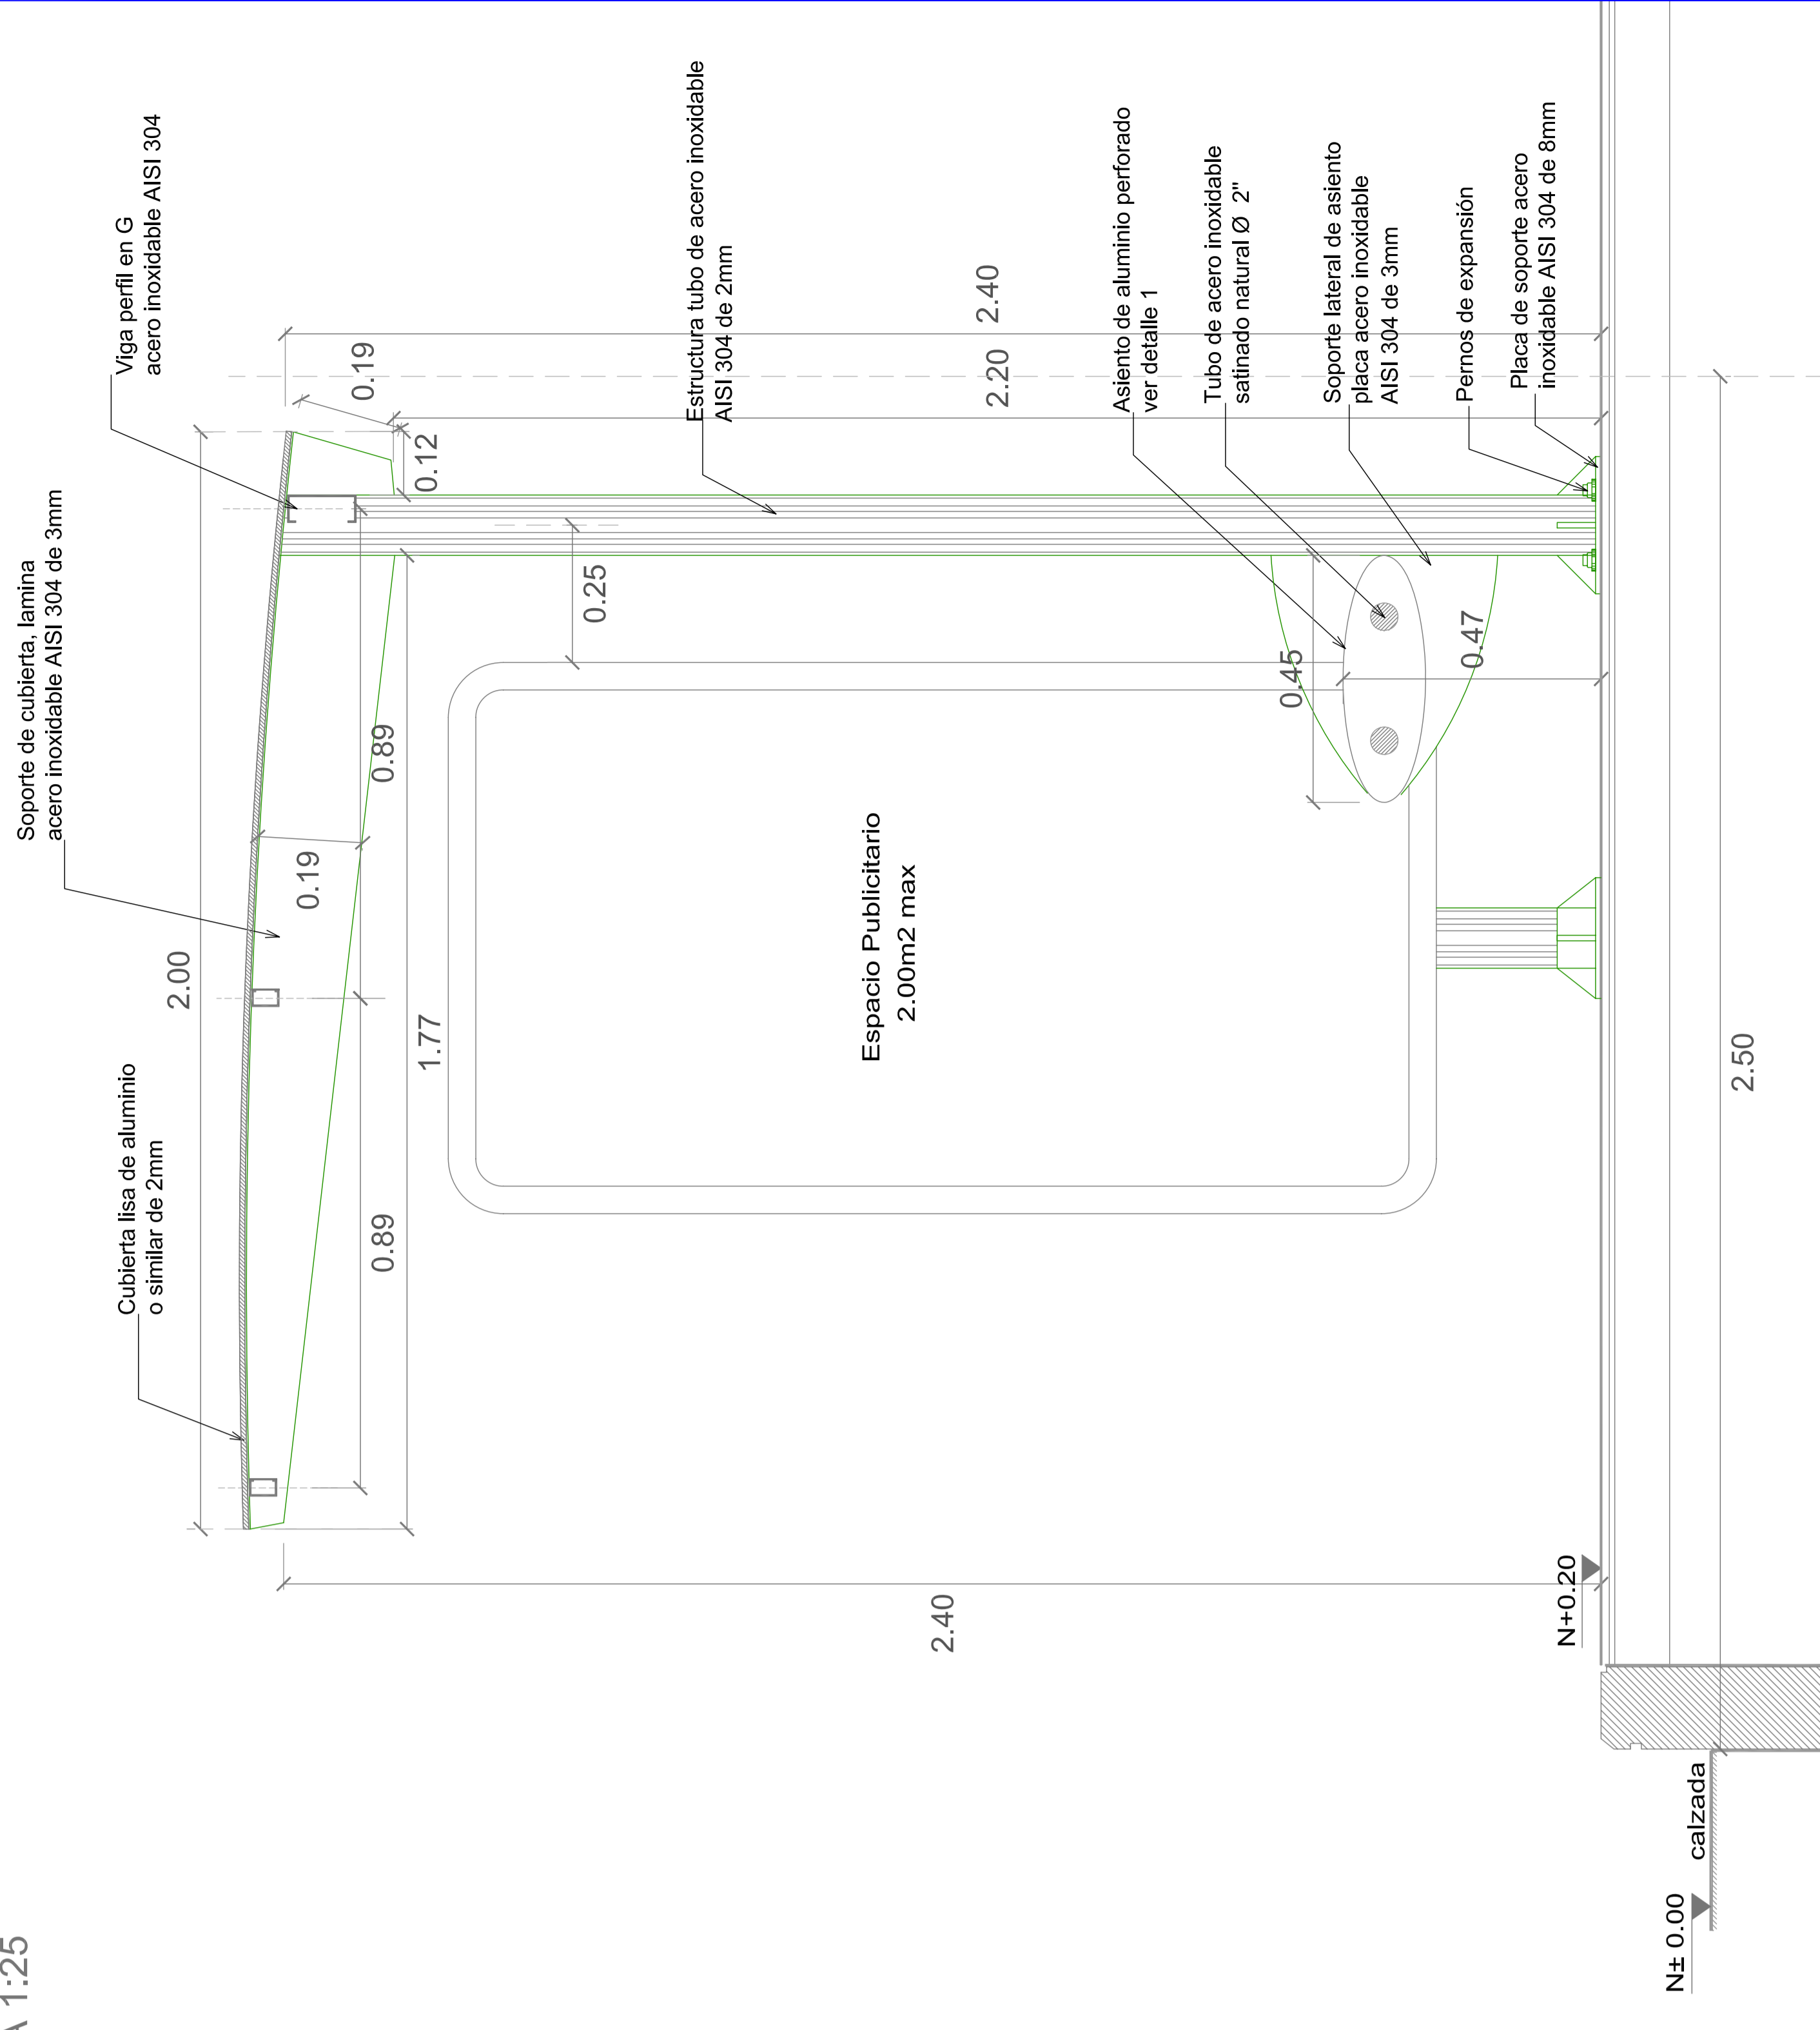 Soporte de cubierta, lamina
acero inoxidable AISI 304 de 3mm
Viga perfil en G
acero inoxidable AISI 304
Cubierta lisa de aluminio
o similar de 2mm
2.00
0.19
0.12
0.89
0.19
0.89
1.77
0.25
Estructura tubo de acero inoxidable
AISI 304 de 2mm
2.40
2.20
Espacio Publicitario
2.00m2 max
2.40
Asiento de aluminio perforado
ver detalle 1
Tubo de acero inoxidable
satinado natural Ø 2"
Soporte lateral de asiento
placa acero inoxidable
AISI 304 de 3mm
Pernos de expansión
Placa de soporte acero
inoxidable AISI 304 de 8mm
0.45
0.47
N+0.20
2.50
calzada
N± 0.00
A 1:25